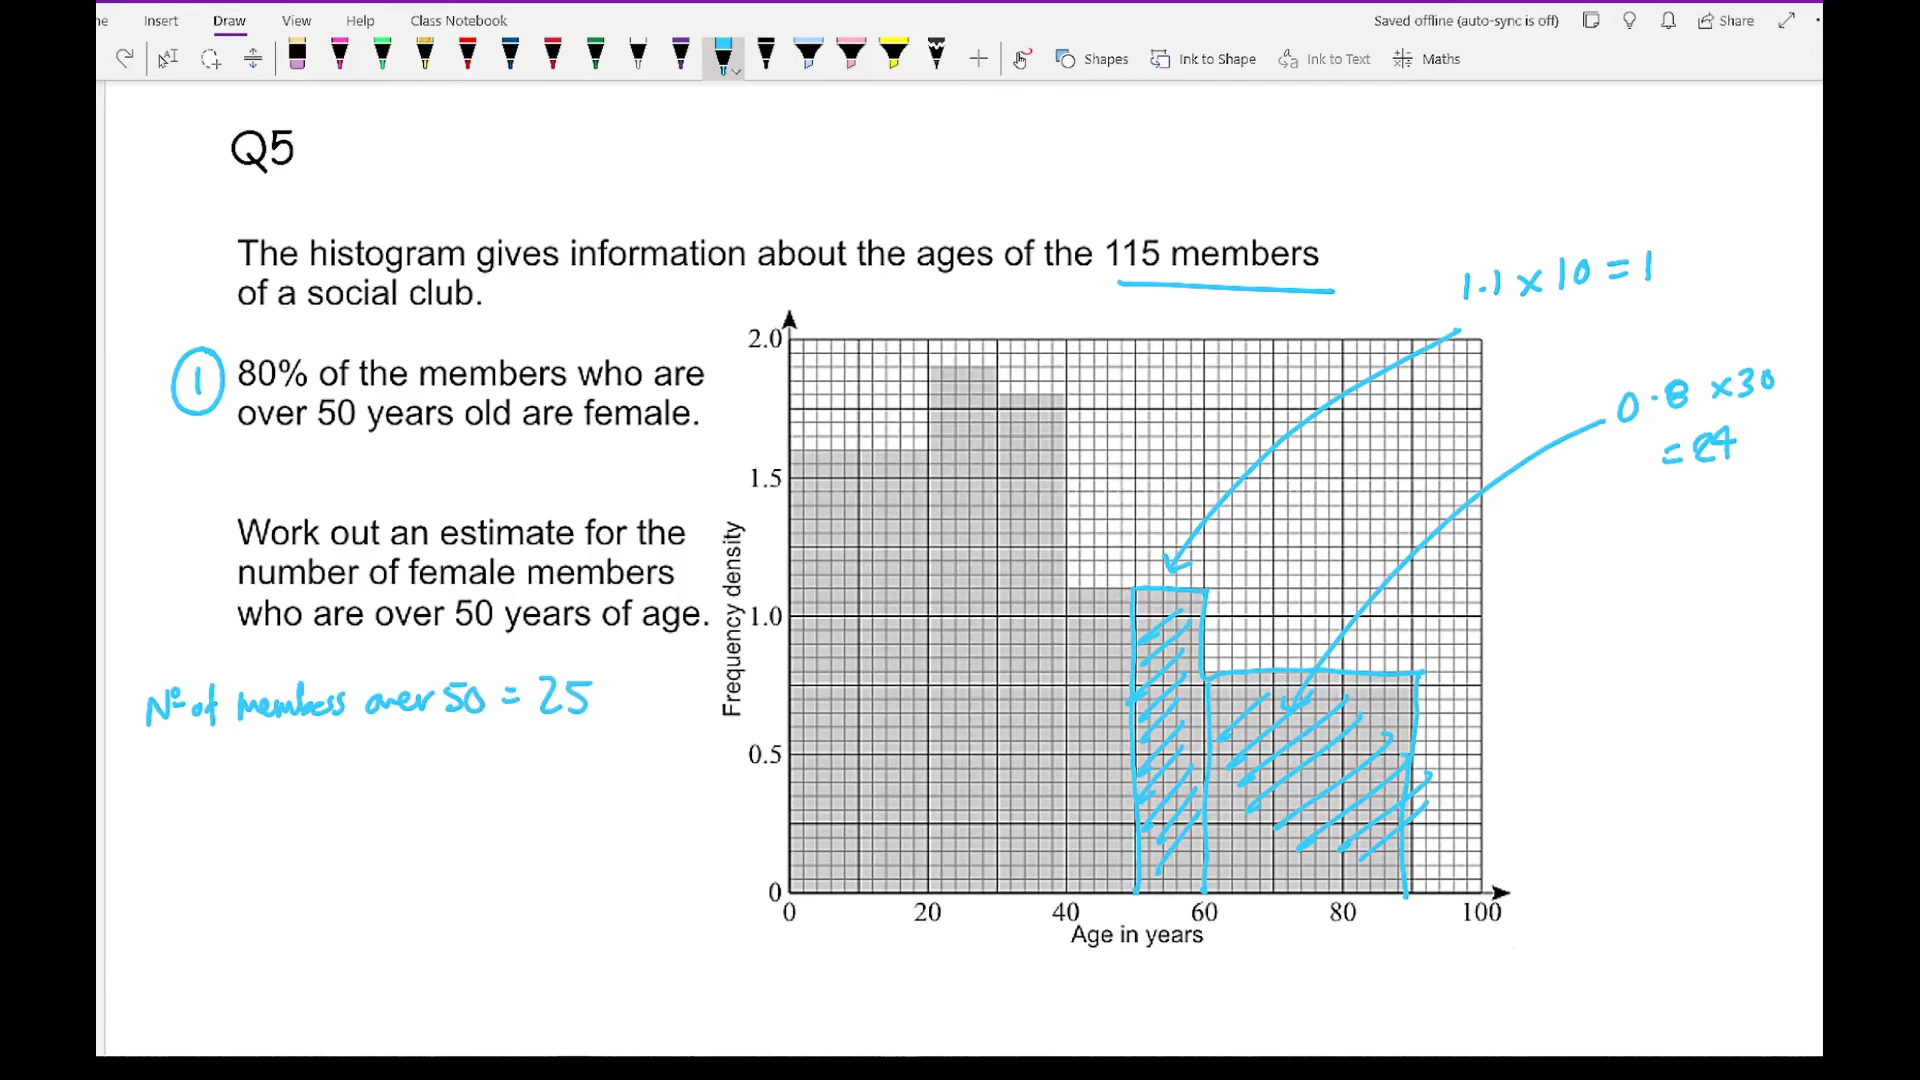 Insert Draw View Help Class Notebook Saved offline (auto-sync is off) Share
Shapes Ink to Shape Ink to Text Maths
Q5
The histogram gives information about the ages of the 115 members
of a social club.
1.1 x 10 = 1
① 80% of the members who are
over 50 years old are female.
0.8 x 30
= 24
Work out an estimate for the
number of female members
who are over 50 years of age.
Nº of members over 50 = 25
Frequency density
2.0
1.5
1.0
0.5
0
0 20 40 60 80 100
Age in years